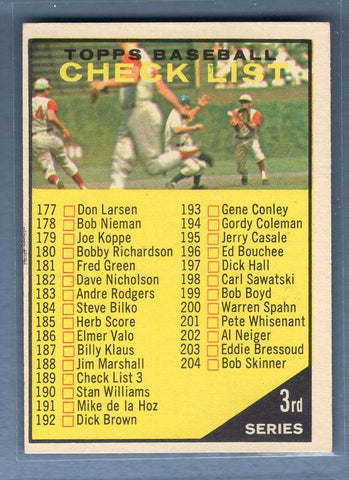 TOPPS BASEBALL
CHECK LIST
177 Don Larsen
178 Bob Nieman
179 Joe Koppe
180 Bobby Richardson
181 Fred Green
182 Dave Nicholson
183 Andre Rodgers
184 Steve Bilko
185 Herb Score
186 Elmer Valo
187 Billy Klaus
188 Jim Marshall
189 Check List 3
190 Stan Williams
191 Mike de la Hoz
192 Dick Brown
193 Gene Conley
194 Gordy Coleman
195 Jerry Casale
196 Ed Bouchee
197 Dick Hall
198 Carl Sawatski
199 Bob Boyd
200 Warren Spahn
201 Pete Whisenant
202 Al Neiger
203 Eddie Bressoud
204 Bob Skinner
3rd
SERIES